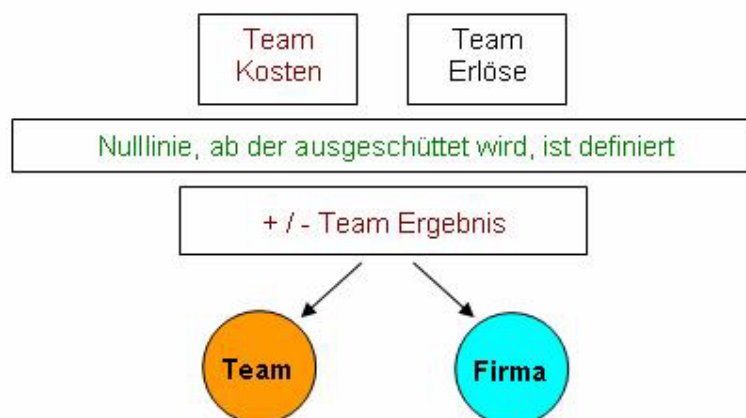 Team
Kosten
Team
Erlöse
Nulllinie, ab der ausgeschüttet wird, ist definiert
+ / - Team Ergebnis
Team
Firma